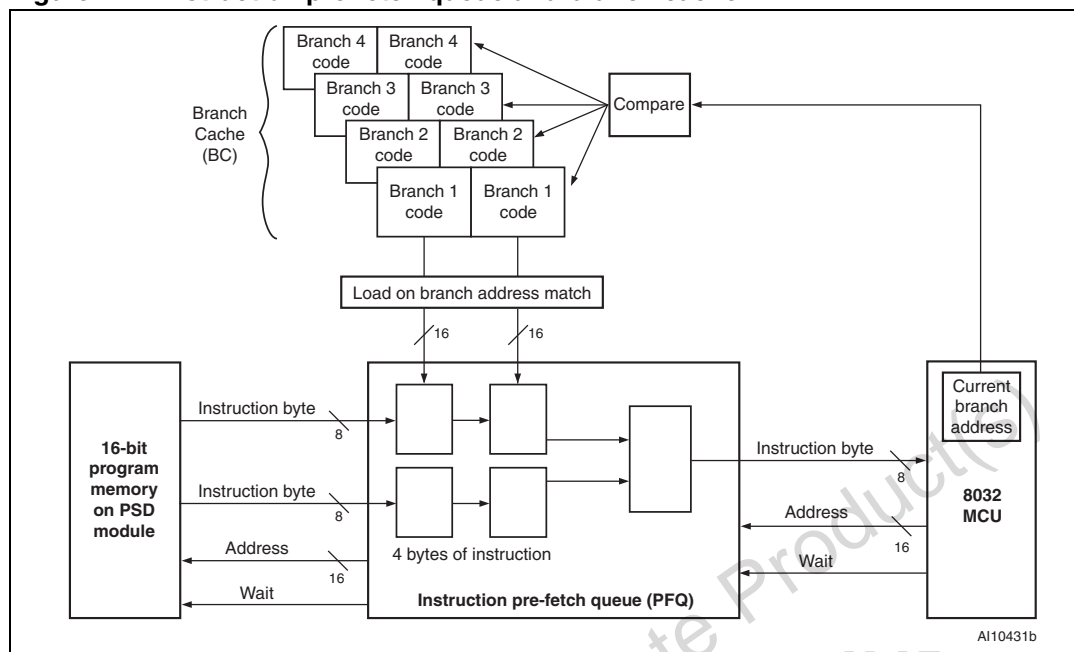 Branch 4
code
Branch 4
code
Branch 3
code
Branch 3
code
Compare
Branch
Cache
(BC)
Branch 2
code
Branch 2
code
Branch 1
code
Branch 1
code
Load on branch address match
16
16
Current
branch
address
Instruction byte
8
16-bit
program
memory
on PSD
module
Instruction byte
8
Instruction byte
8
8032
MCU
Address
16
4 bytes of instruction
Address
16
Wait
Wait
Instruction pre-fetch queue (PFQ)
AI10431b
te Product(s)